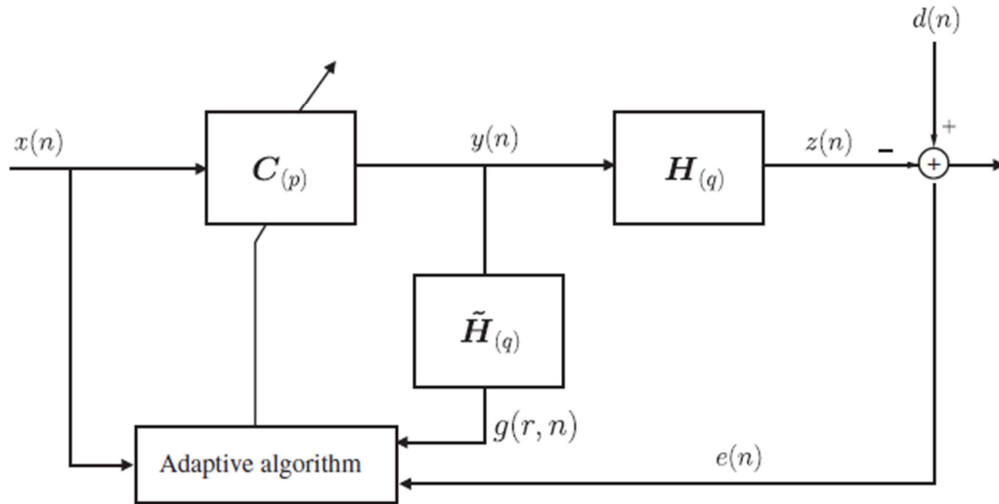 d(n)
x(n)
C(p)
y(n)
H(q)
z(n)
−
+
+
H̃(q)
g(r, n)
Adaptive algorithm
e(n)